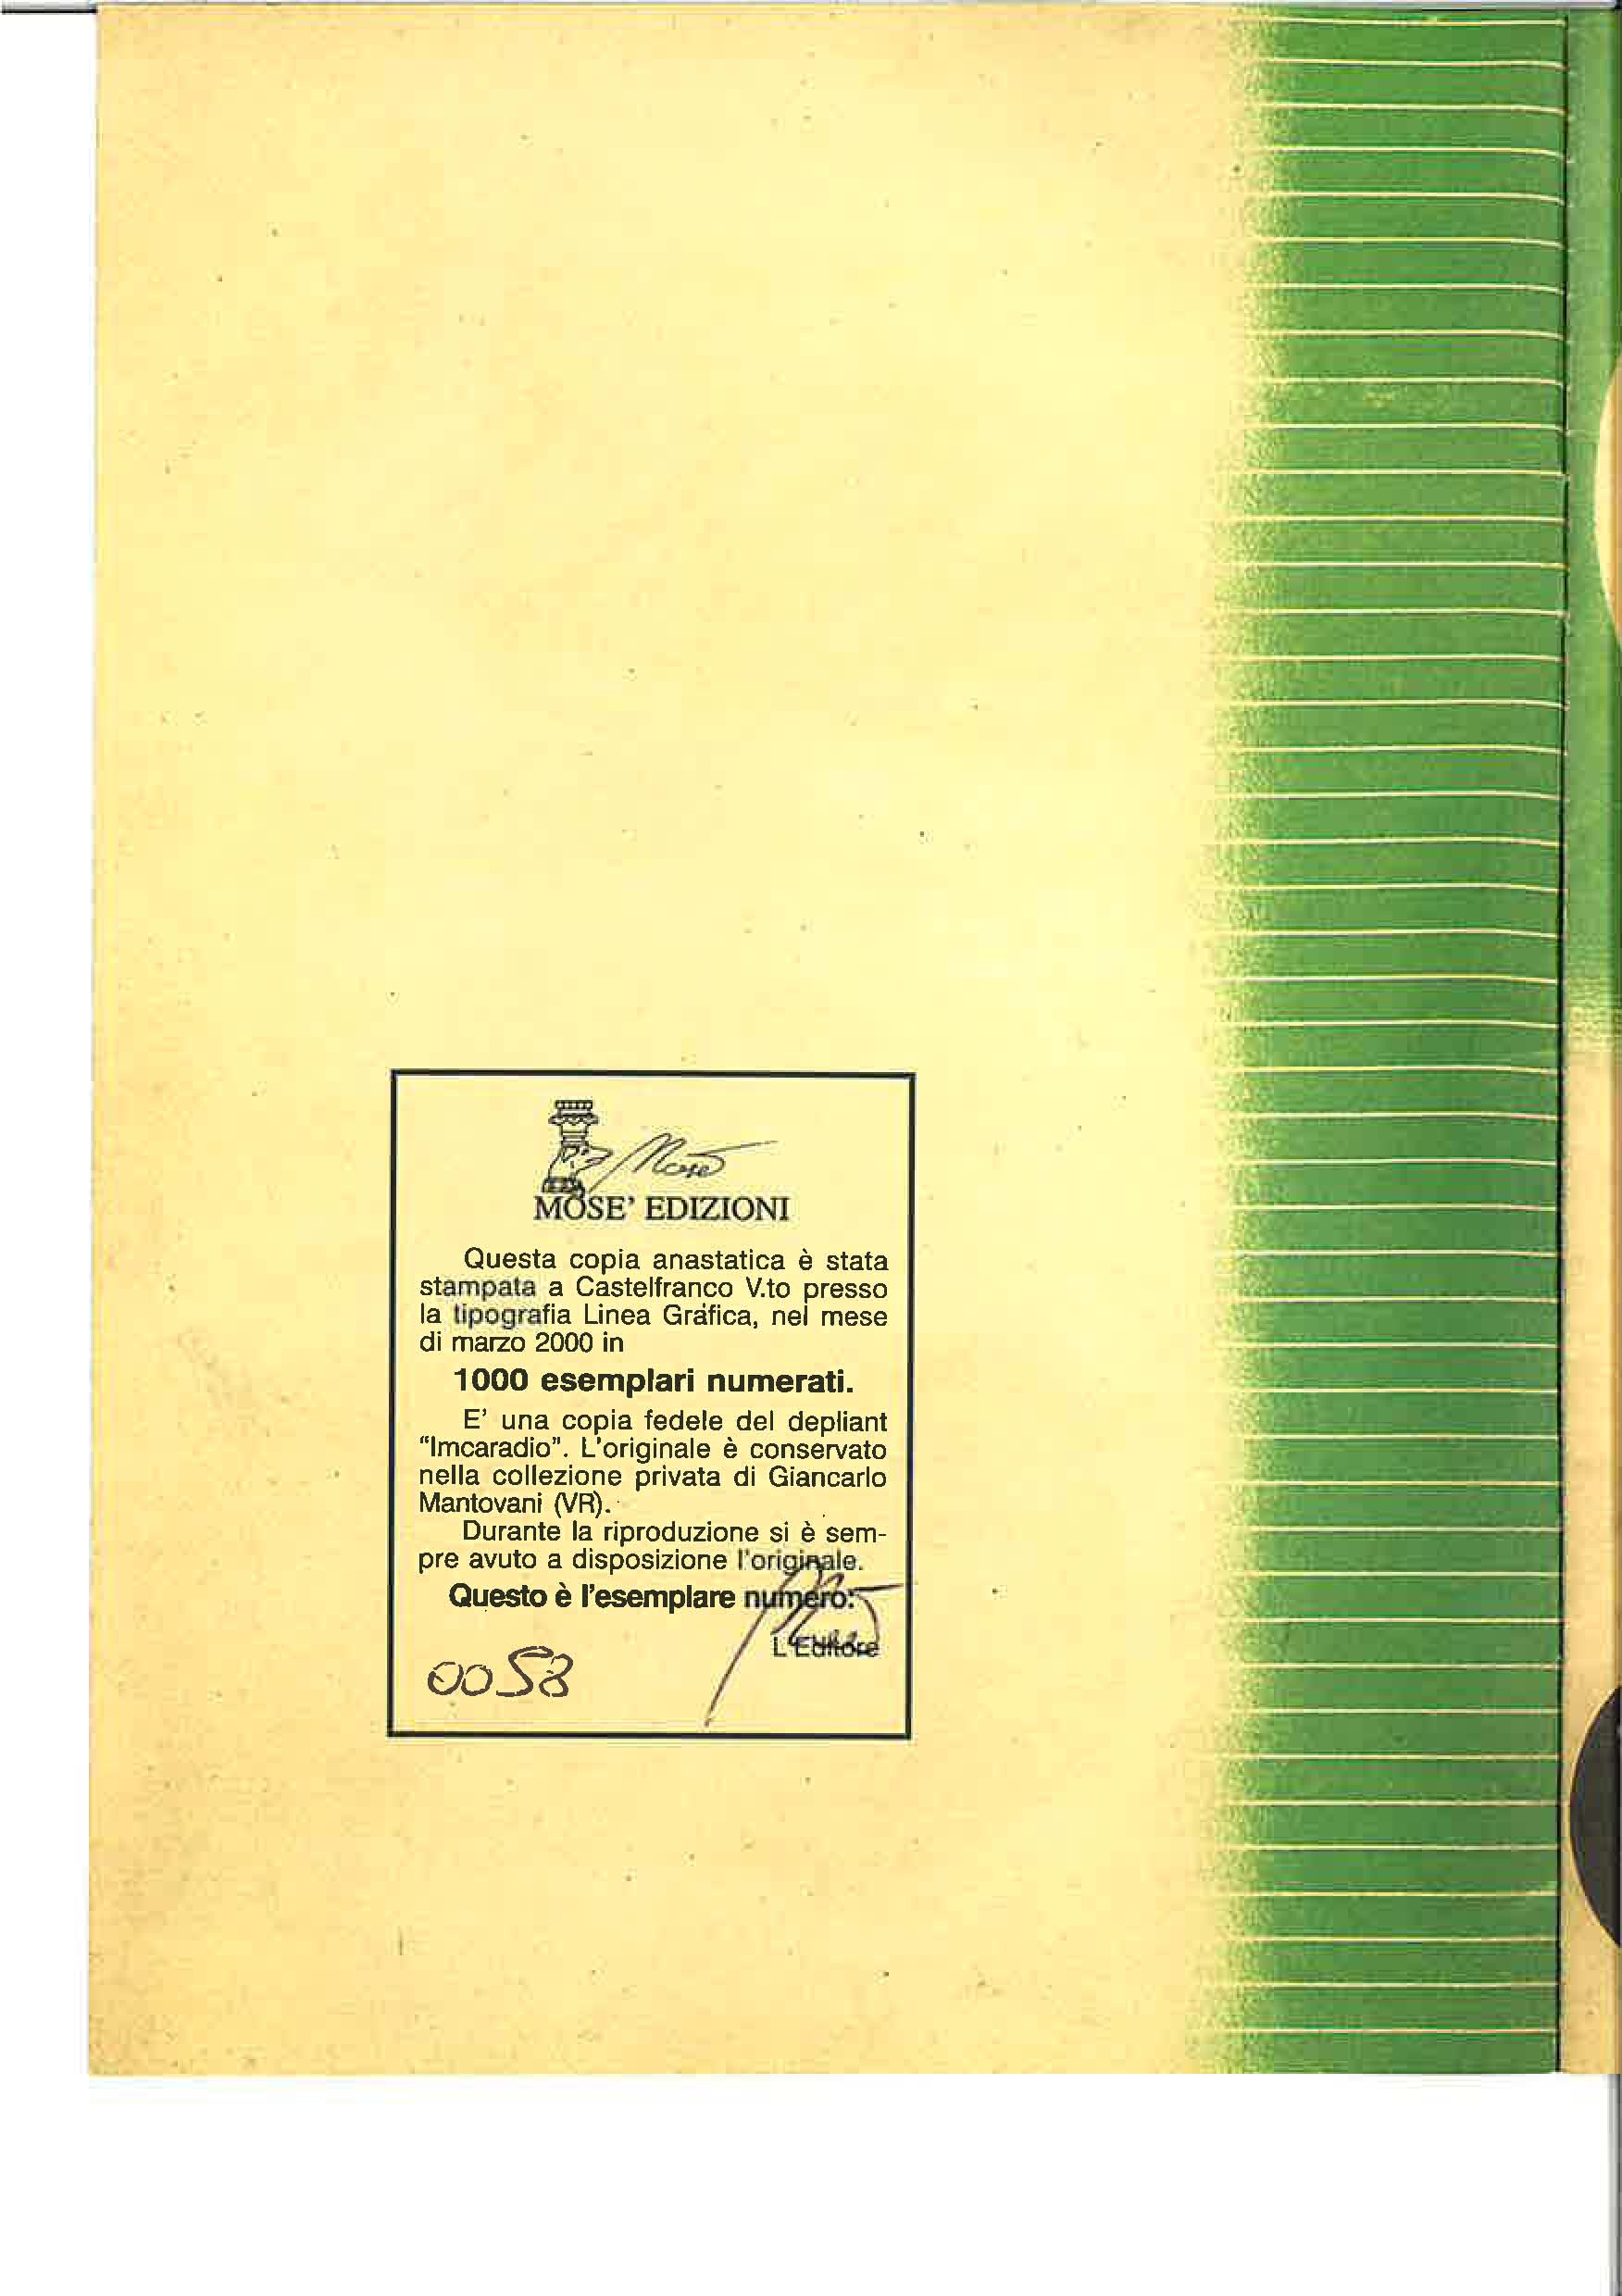 Mosè
MOSE' EDIZIONI
Questa copia anastatica è stata
stampata a Castelfranco V.to presso
la tipografia Linea Grafica, nel mese
di marzo 2000 in
1000 esemplari numerati.
E' una copia fedele del depliant
“Imcaradio”. L'originale è conservato
nella collezione privata di Giancarlo
Mantovani (VR).
Durante la riproduzione si è sem-
pre avuto a disposizione l'originale.
Questo è l'esemplare numero:
L'Editore
0058